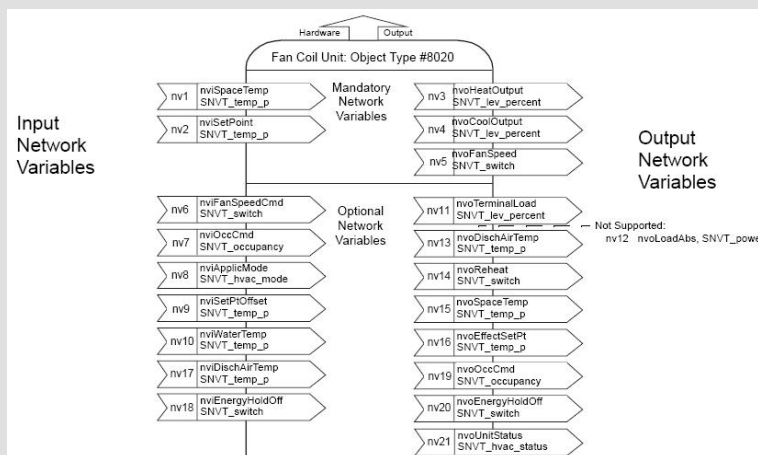 Hardware Output
Fan Coil Unit: Object Type #8020
Input
Network
Variables
Mandatory
Network
Variables
Output
Network
Variables
nv1 nviSpaceTemp
SNVT_temp_p
nv2 nviSetPoint
SNVT_temp_p
nv3 nvoHeatOutput
SNVT_lev_percent
nv4 nvoCoolOutput
SNVT_lev_percent
nv5 nvoFanSpeed
SNVT_switch
Optional
Network
Variables
nv6 nviFanSpeedCmd
SNVT_switch
nv7 nviOccCmd
SNVT_occupancy
nv8 nviApplicMode
SNVT_hvac_mode
nv9 nviSetPtOffset
SNVT_temp_p
nv10 nviWaterTemp
SNVT_temp_p
nv17 nviDischAirTemp
SNVT_temp_p
nv18 nviEnergyHoldOff
SNVT_switch
nv11 nvoTerminalLoad
SNVT_lev_percent
Not Supported:
nv12 nvoLoadAbs, SNVT_powe
nv13 nvoDischAirTemp
SNVT_temp_p
nv14 nvoReheat
SNVT_switch
nv15 nvoSpaceTemp
SNVT_temp_p
nv16 nvoEffectSetPt
SNVT_temp_p
nv19 nvoOccCmd
SNVT_occupancy
nv20 nvoEnergyHoldOff
SNVT_switch
nv21 nvoUnitStatus
SNVT_hvac_status